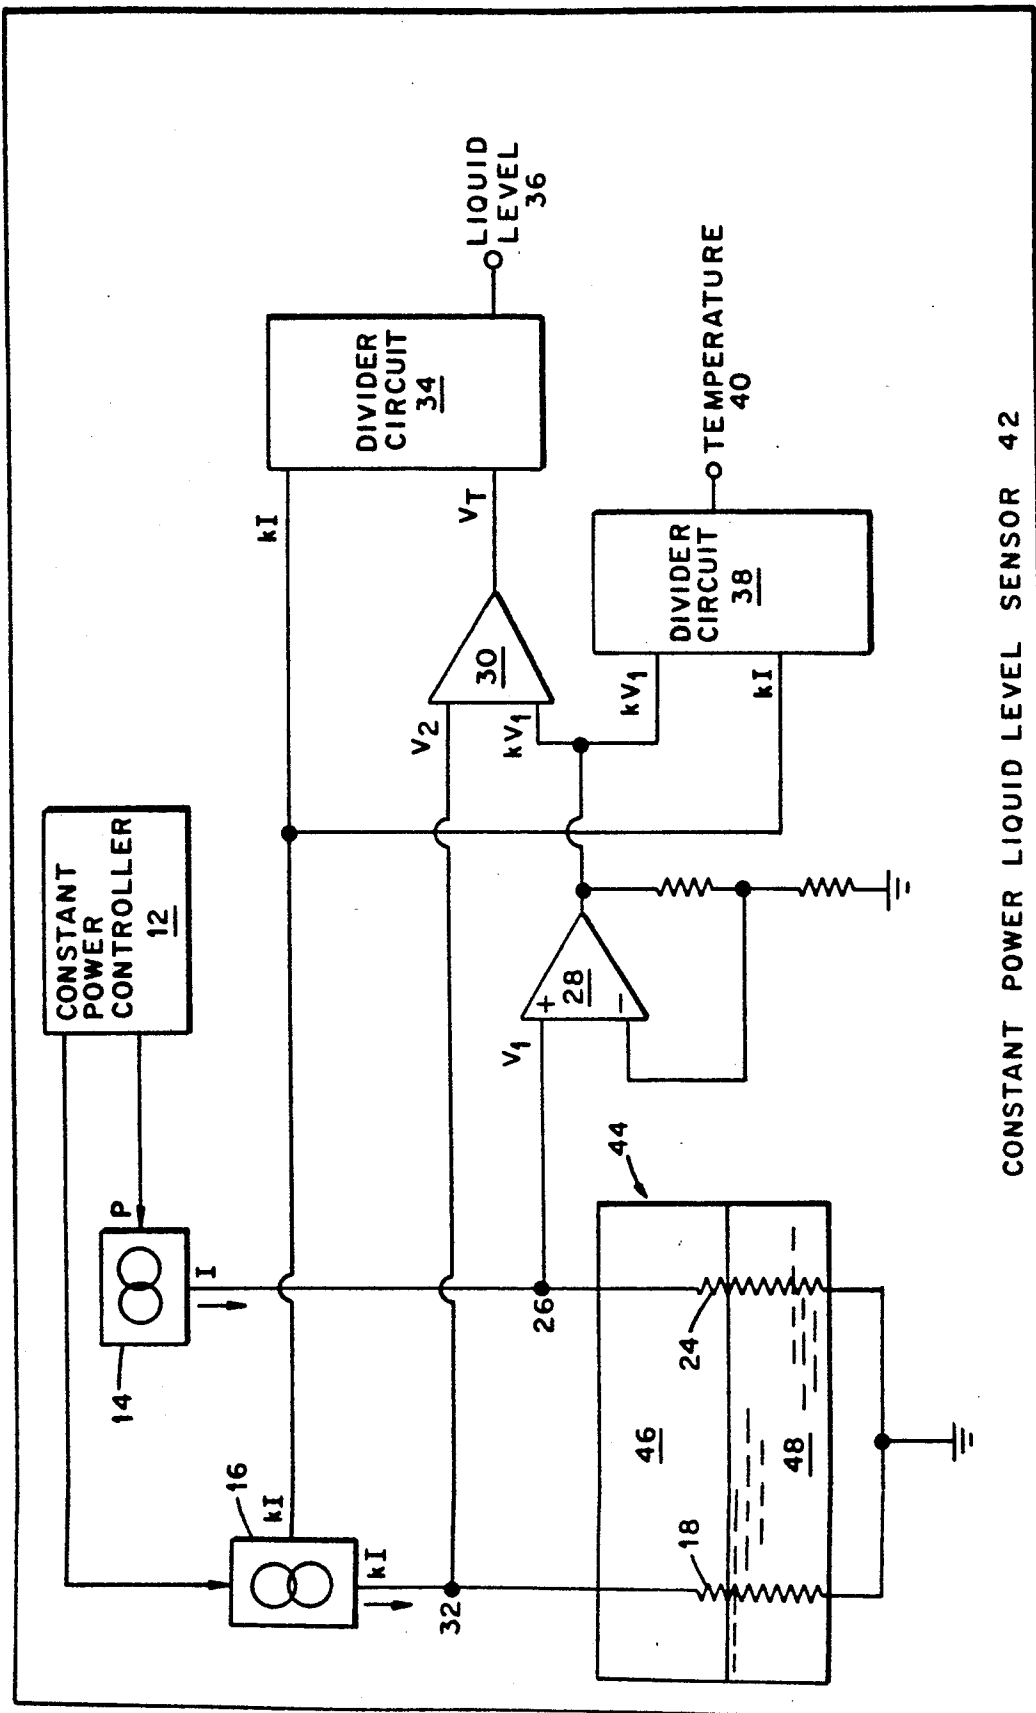 CONSTANT
POWER
CONTROLLER
12
P
I
14
16
kI
kI
kI
32
26
V1
V2
kV1
28
+
−
30
VT
DIVIDER
CIRCUIT
34
LIQUID
LEVEL
36
kV1
kI
DIVIDER
CIRCUIT
38
TEMPERATURE
40
44
46
48
18
24
CONSTANT POWER LIQUID LEVEL SENSOR 42